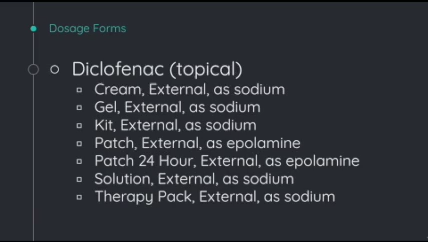 Dosage Forms
Diclofenac (topical)
Cream, External, as sodium
Gel, External, as sodium
Kit, External, as sodium
Patch, External, as epolamine
Patch 24 Hour, External, as epolamine
Solution, External, as sodium
Therapy Pack, External, as sodium